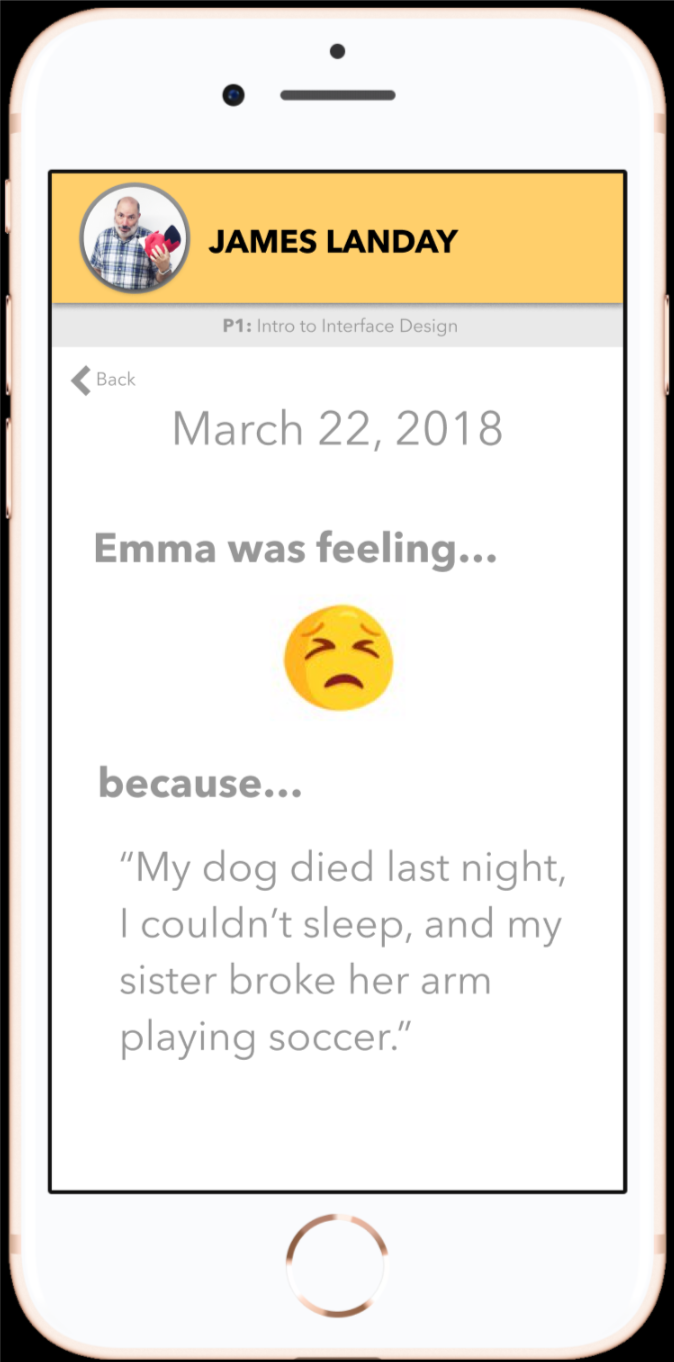 JAMES LANDAY
P1: Intro to Interface Design
Back
March 22, 2018
Emma was feeling...
because...
“My dog died last night,
I couldn’t sleep, and my
sister broke her arm
playing soccer.”